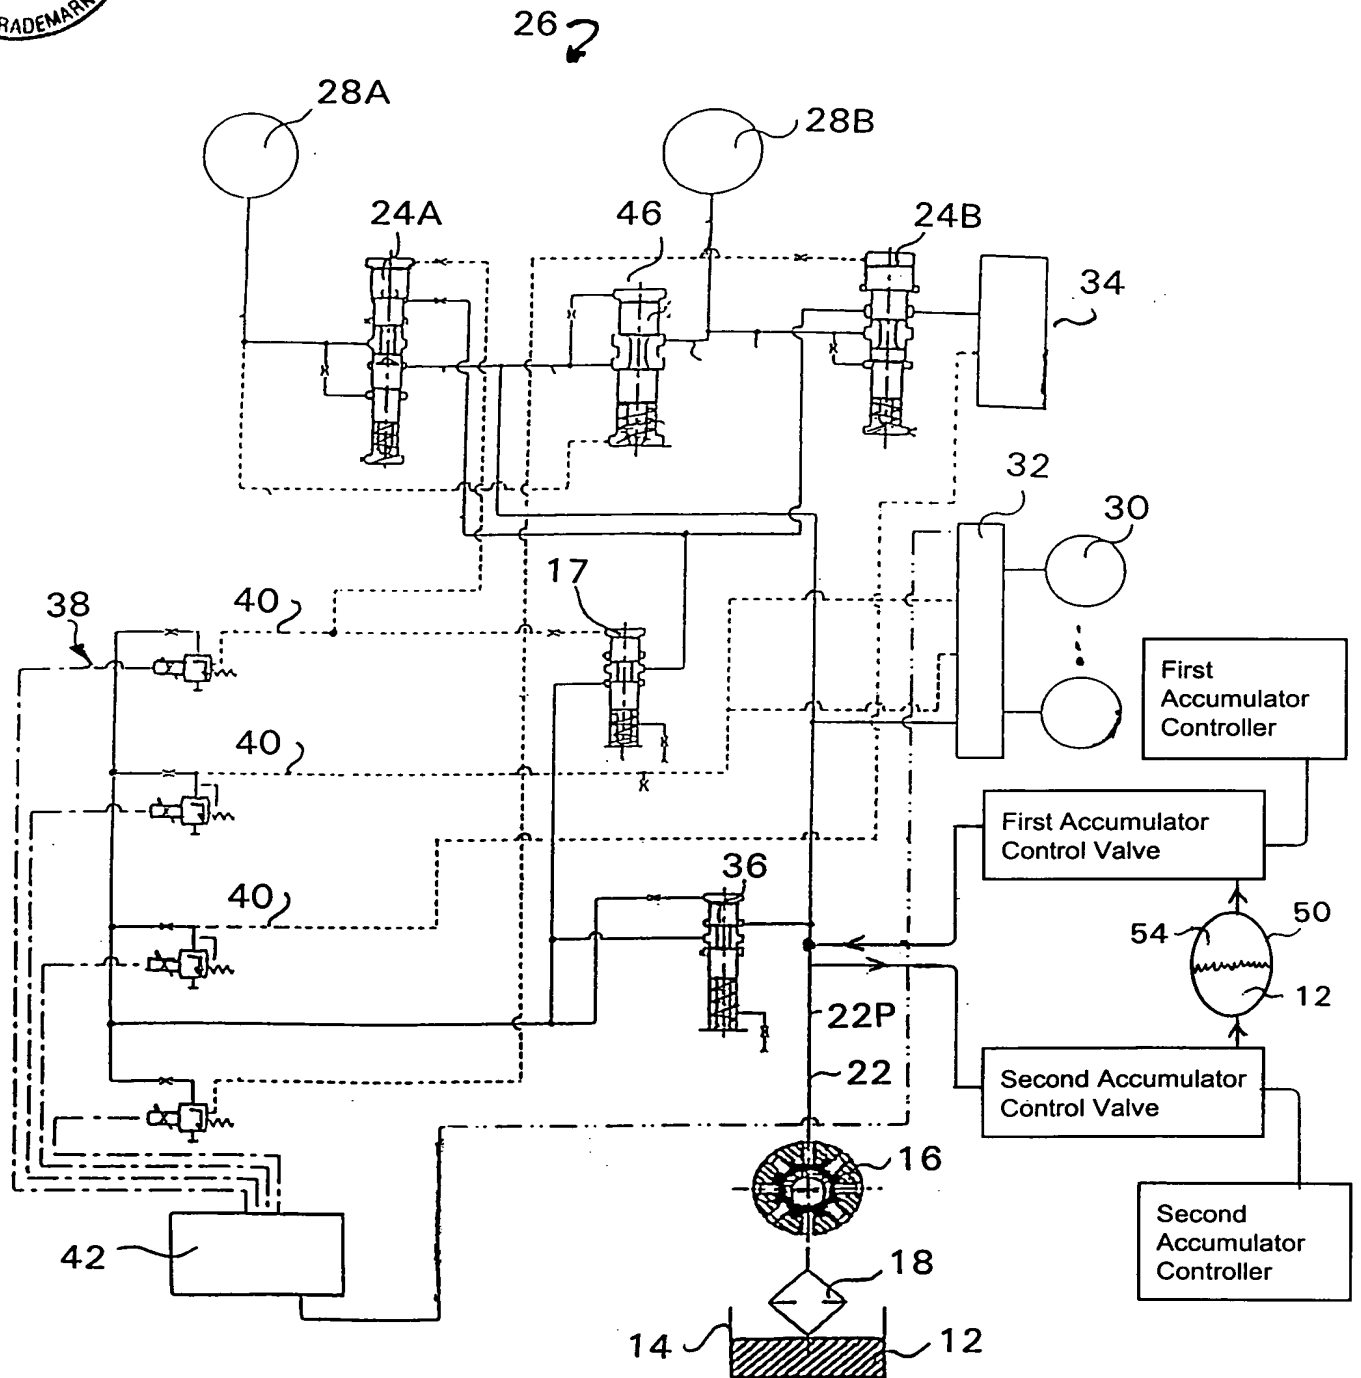 RADEMARK
26
28A
28B
24A
46
24B
34
32
30
17
38
40
First
Accumulator
Controller
40
First Accumulator
Control Valve
36
40
54
50
12
22P
22
Second Accumulator
Control Valve
16
Second
Accumulator
Controller
42
18
14
12